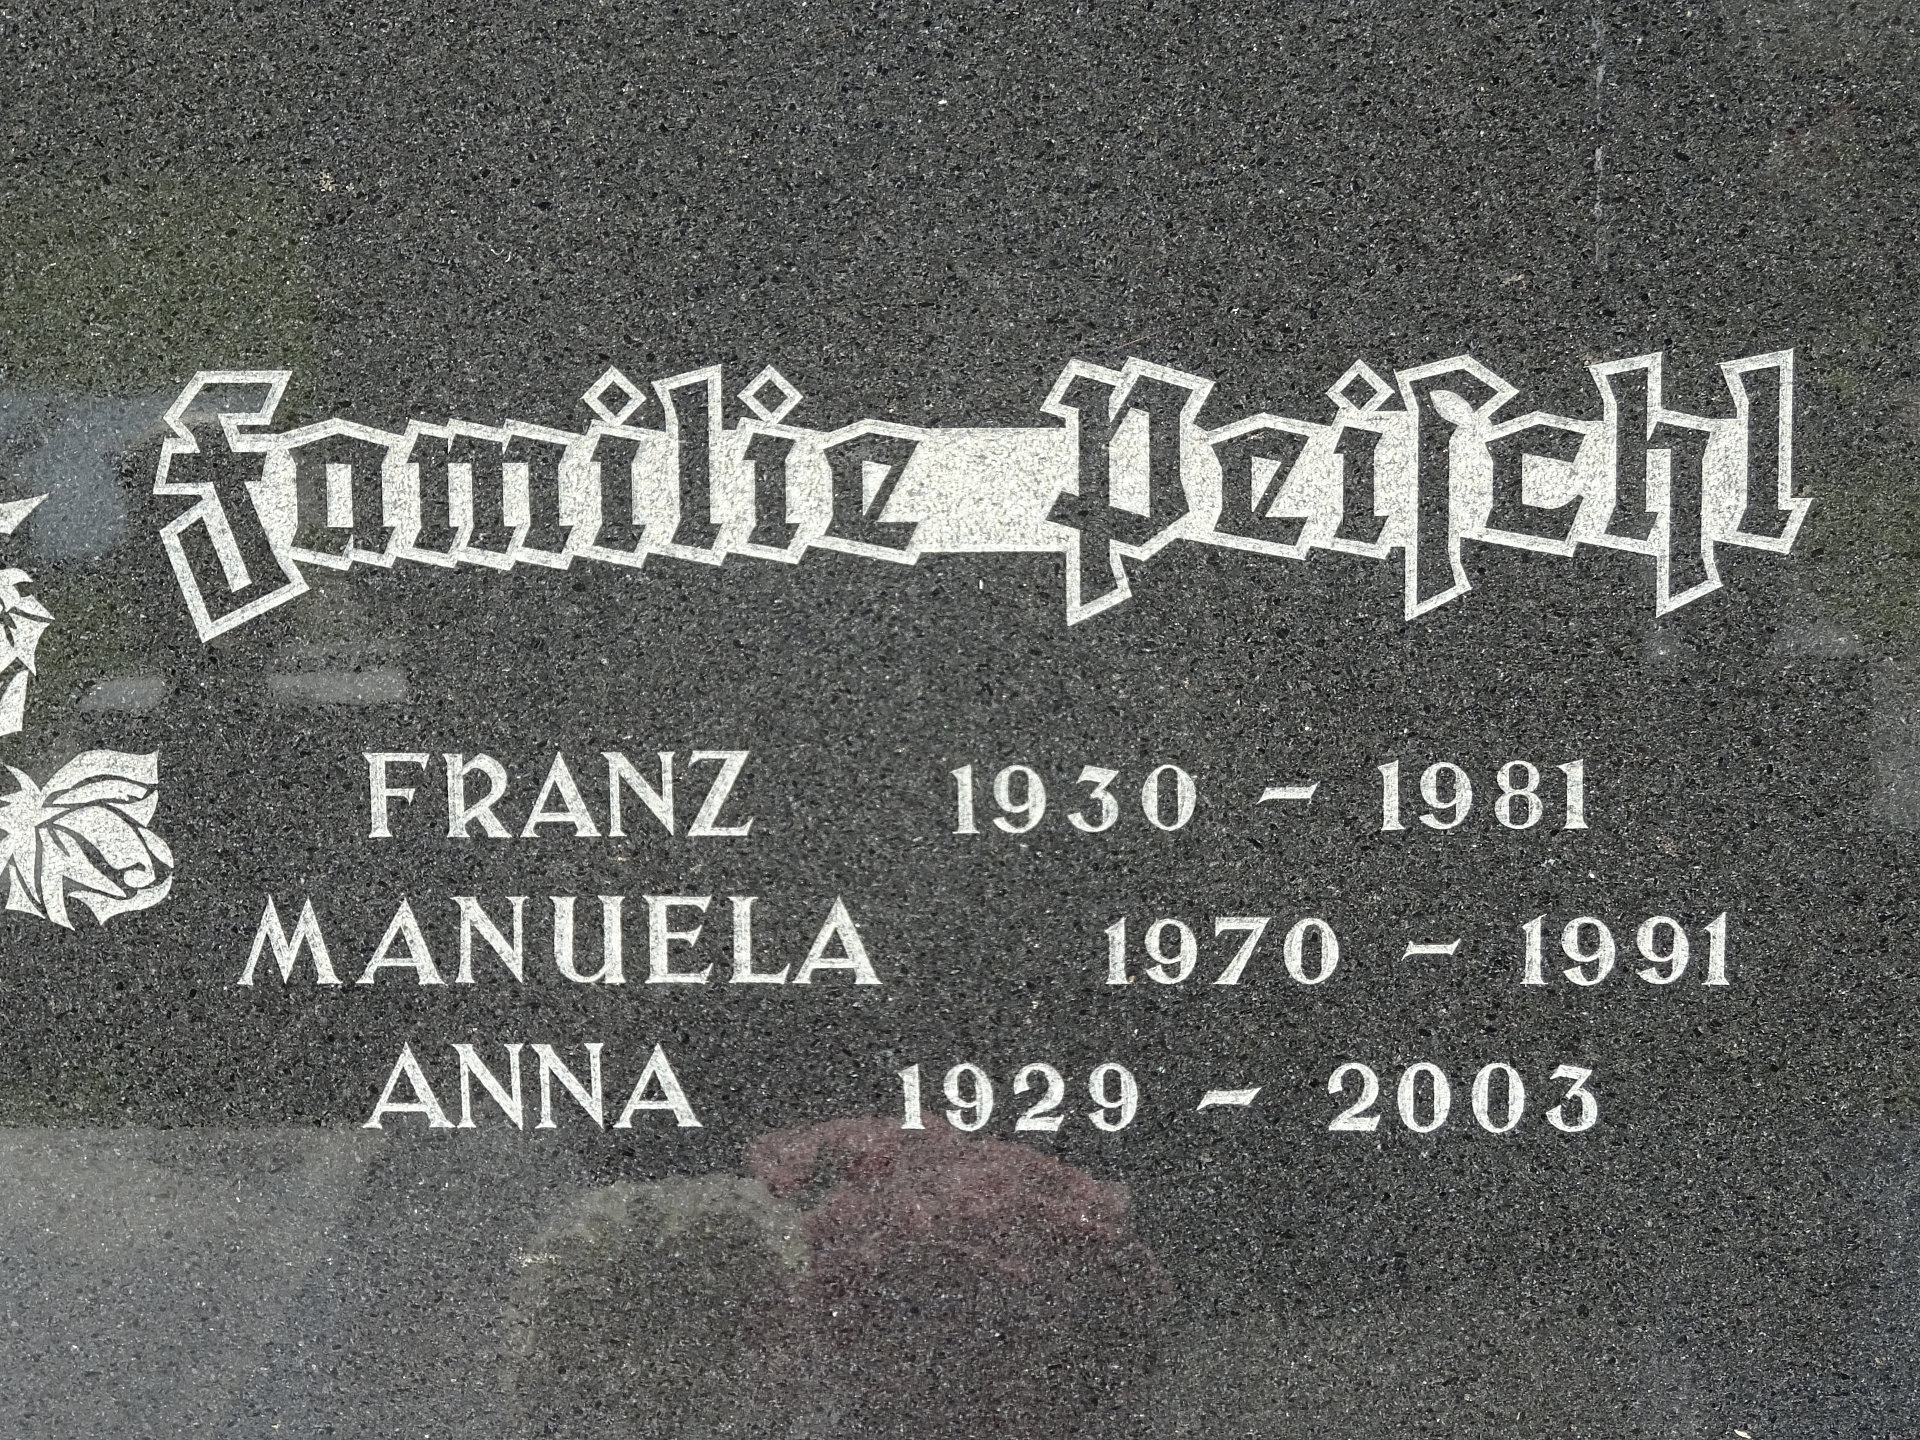 Familie Peischl
FRANZ 1930 - 1981
MANUELA 1970 - 1991
ANNA 1929 - 2003